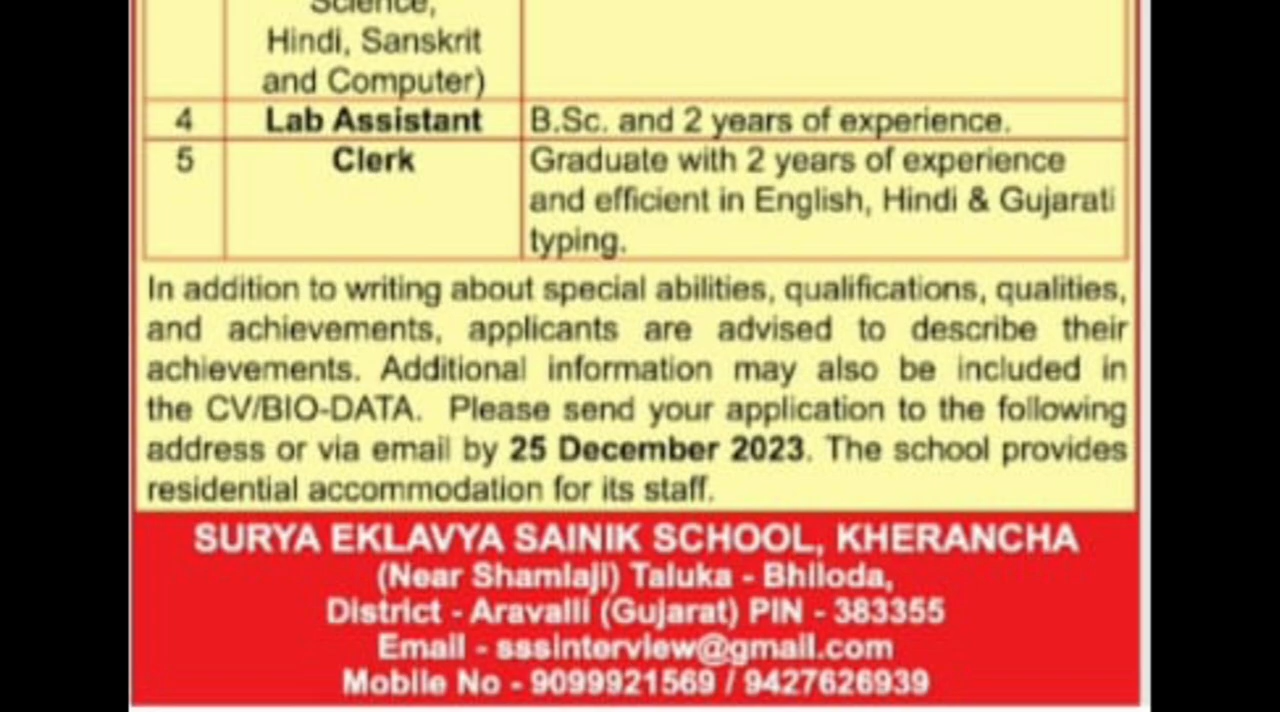 Science,
Hindi, Sanskrit
and Computer)
4 Lab Assistant B.Sc. and 2 years of experience.
5 Clerk Graduate with 2 years of experience
and efficient in English, Hindi & Gujarati
typing.
In addition to writing about special abilities, qualifications, qualities,
and achievements, applicants are advised to describe their
achievements. Additional information may also be included in
the CV/BIO-DATA. Please send your application to the following
address or via email by 25 December 2023. The school provides
residential accommodation for its staff.
SURYA EKLAVYA SAINIK SCHOOL, KHERANCHA
(Near Shamlaji) Taluka - Bhiloda,
District - Aravalli (Gujarat) PIN - 383355
Email - sssinterview@gmail.com
Mobile No - 9099921569 / 9427626939